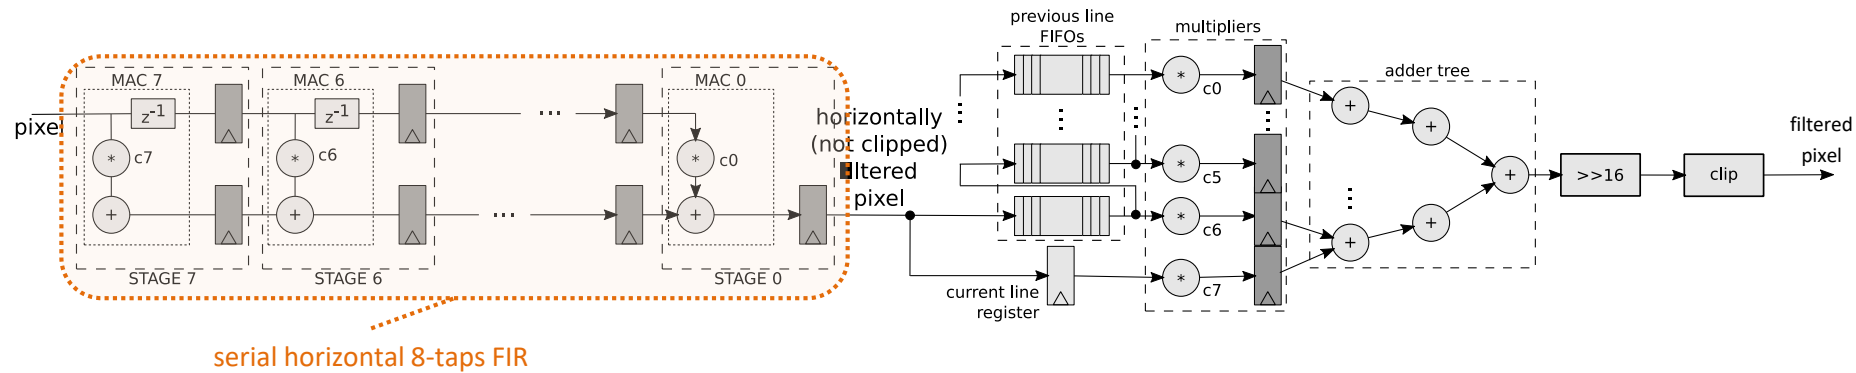 MAC 7
MAC 6
MAC 0
pixel
z-1
z-1
...
* c7
* c6
* c0
+
+
...
+
STAGE 7
STAGE 6
STAGE 0
serial horizontal 8-taps FIR
horizontally
(not clipped)
filtered
pixel
previous line
FIFOs
current line
register
multipliers
* c0
* c5
* c6
* c7
adder tree
+
+
+
+
+
>>16
clip
filtered
pixel